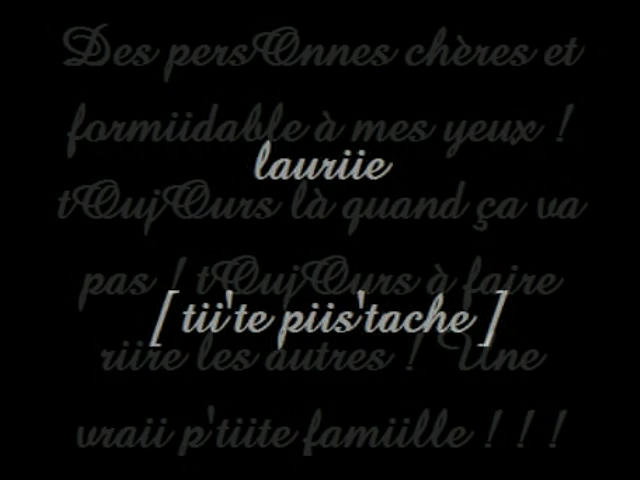 Des persOnnes chères et
formiidable à mes yeux !
lauriie
tOujOurs là quand ça va
pas ! tOujOurs à faire
[ tii'te piis'tache ]
riire les autres ! Une
vraii p'tiite famiille ! ! !